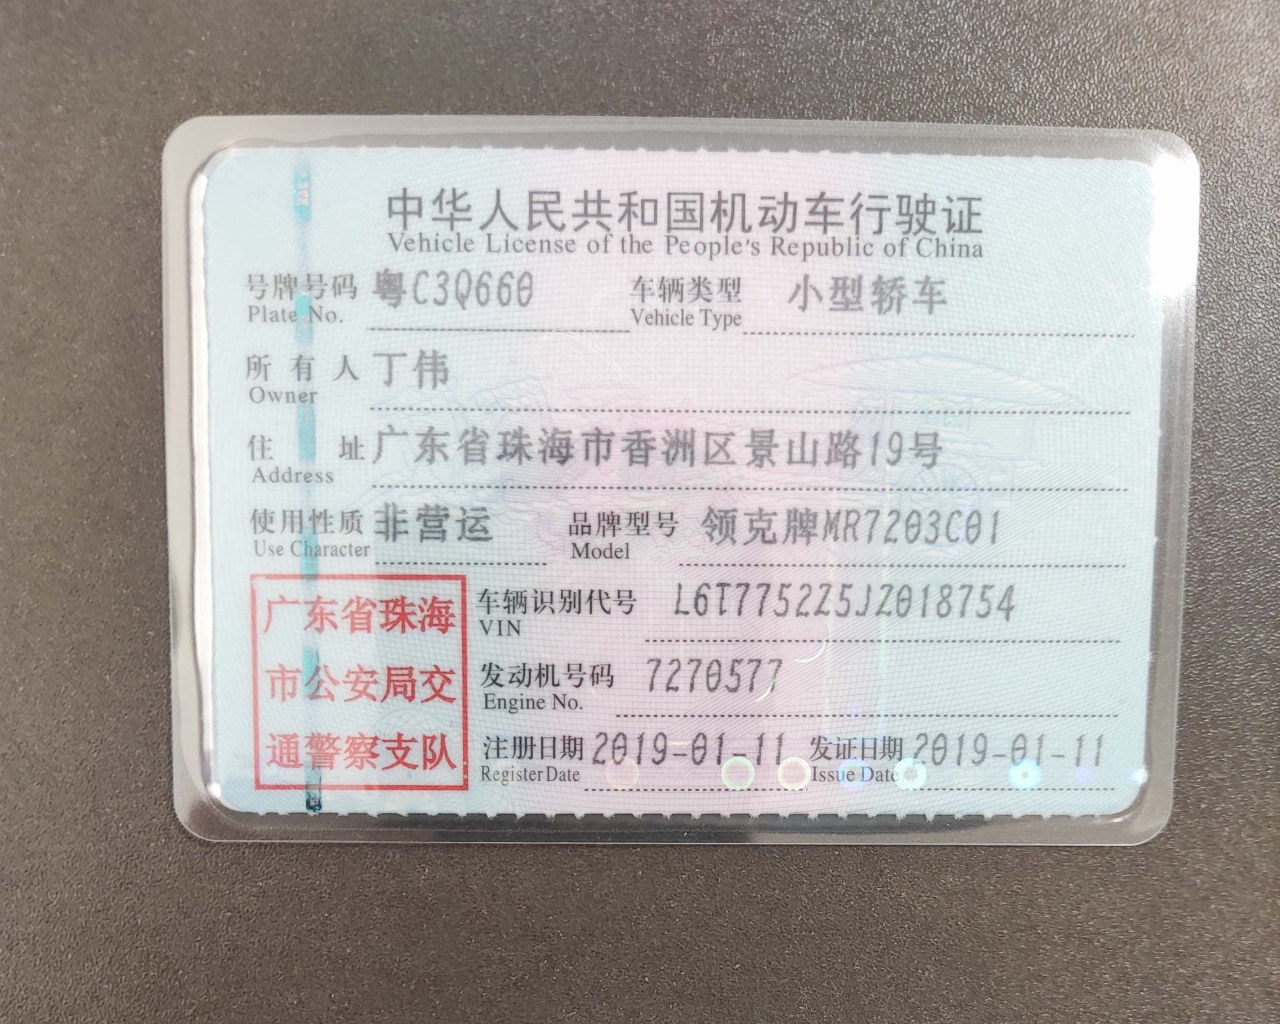 中华人民共和国机动车行驶证
Vehicle License of the People's Republic of China
号牌号码 粤C3Q660 车辆类型 小型轿车
Plate No. Vehicle Type
所有人 丁伟
Owner
住址 广东省珠海市香洲区景山路19号
Address
使用性质 非营运 品牌型号 领克牌MR7203C01
Use Character Model
广东省珠海
市公安局交
通警察支队
车辆识别代号 L6T7752Z5JZ018754
VIN
发动机号码 7270577
Engine No.
注册日期 2019-01-11 发证日期 2019-01-11
Register Date Issue Date